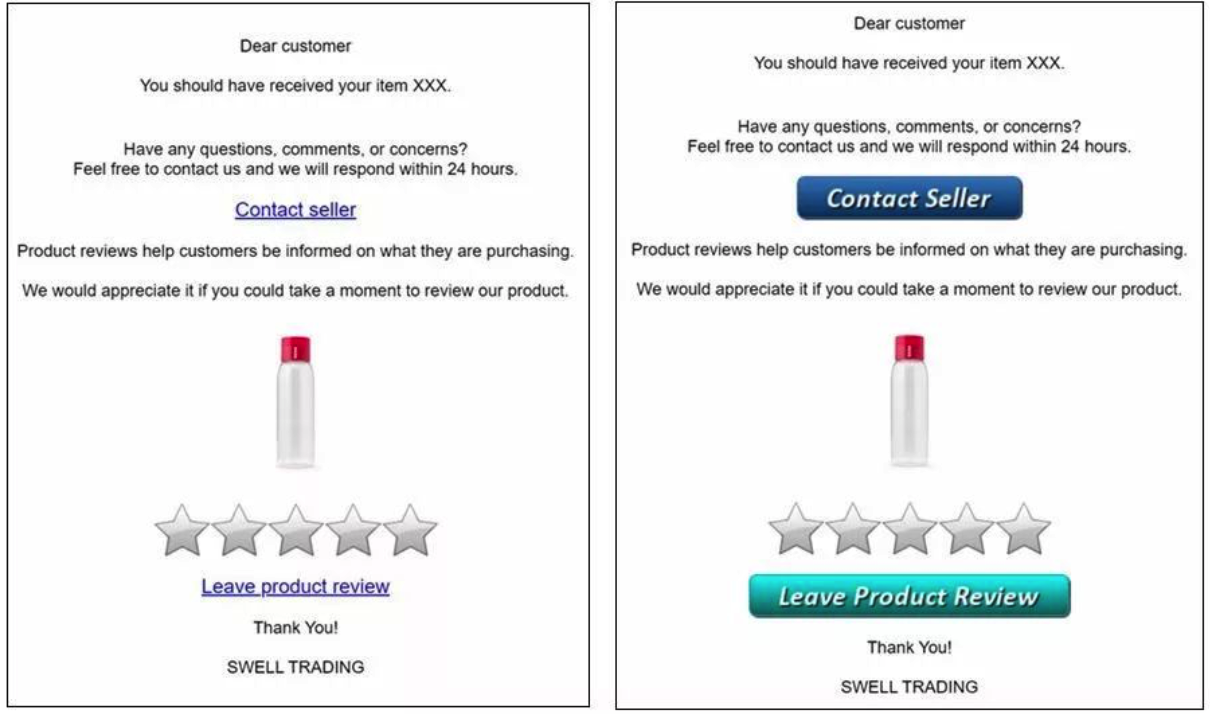 Dear customer
You should have received your item XXX.
Have any questions, comments, or concerns?
Feel free to contact us and we will respond within 24 hours.
Contact seller
Product reviews help customers be informed on what they are purchasing.
We would appreciate it if you could take a moment to review our product.
Leave product review
Thank You!
SWELL TRADING
Dear customer
You should have received your item XXX.
Have any questions, comments, or concerns?
Feel free to contact us and we will respond within 24 hours.
Contact Seller
Product reviews help customers be informed on what they are purchasing.
We would appreciate it if you could take a moment to review our product.
Leave Product Review
Thank You!
SWELL TRADING